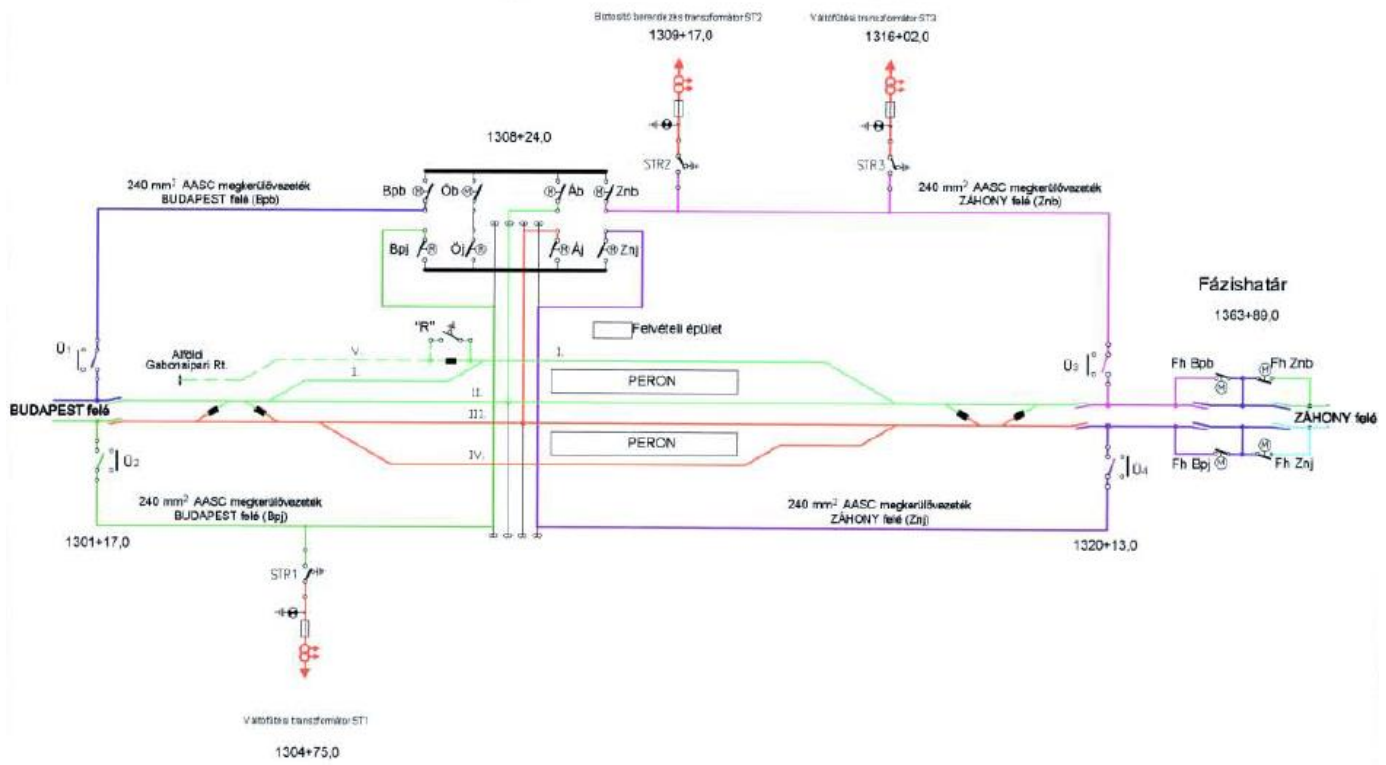 Biztosító berendezés transzformátor ST2
1309+17,0
Váltófűtési transzformátor ST3
1316+02,0
1308+24,0
STR2
STR3
240 mm² AASC megkerülővezeték
BUDAPEST felé (Bpb)
Bpb
Öb
Áb
Znb
240 mm² AASC megkerülővezeték
ZÁHONY felé (Znb)
Bpj
Öj
Áj
Znj
Fázishatár
1363+89,0
"R"
Felvételi épület
Ü1
Alföldi
Gabonaipari Rt.
V.
I.
I.
Ü3
Fh Bpb
Fh Znb
PERON
II.
BUDAPEST felé
III.
ZÁHONY felé
PERON
Ü2
IV.
Ü4
Fh Bpj
Fh Znj
240 mm² AASC megkerülővezeték
BUDAPEST felé (Bpj)
240 mm² AASC megkerülővezeték
ZÁHONY felé (Znj)
1301+17,0
1320+13,0
STR1
Váltófűtési transzformátor ST1
1304+75,0